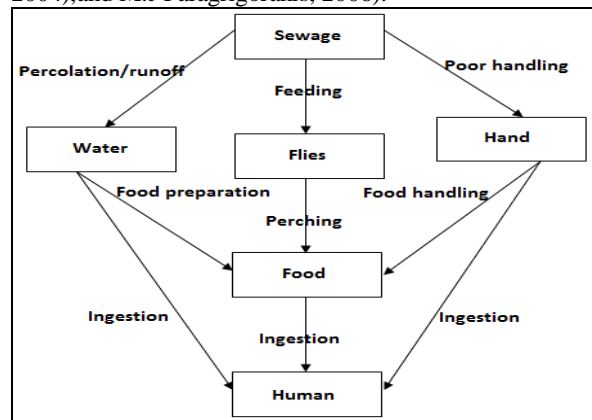 Sewage
Percolation/runoff
Poor handling
Feeding
Water
Flies
Hand
Food preparation
Food handling
Perching
Food
Ingestion
Ingestion
Ingestion
Human